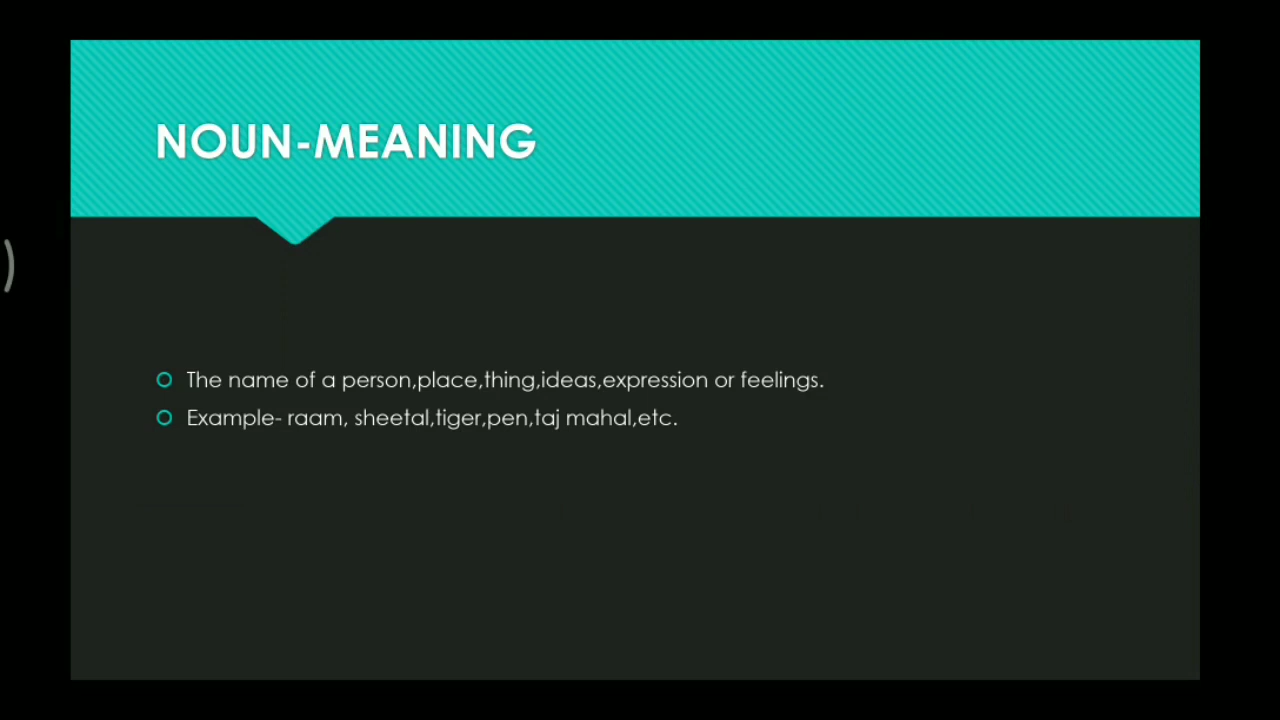 NOUN-MEANING
The name of a person,place,thing,ideas,expression or feelings.
Example- raam, sheetal,tiger,pen,taj mahal,etc.